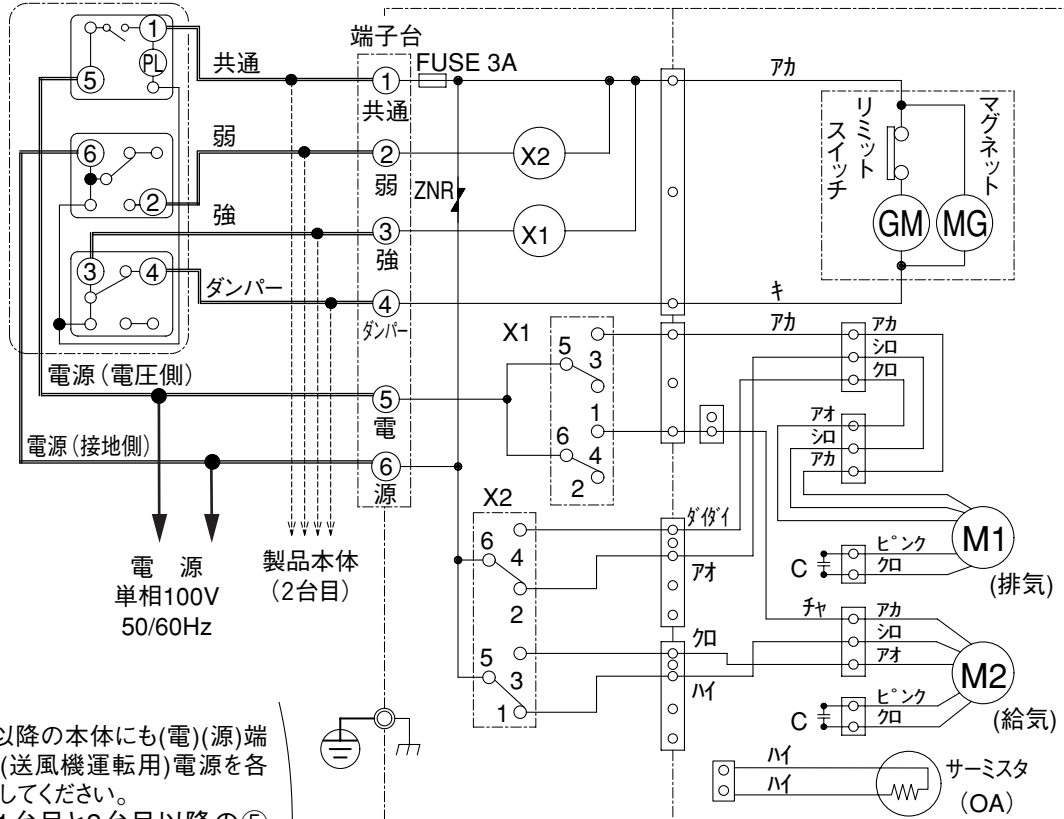 ①
PL
⑤
⑥
②
③
④
共通
弱
強
ダンパー
電源(電圧側)
電源(接地側)
電 源
単相100V
50/60Hz
製品本体
(2台目)
端子台
①
共通
②
弱
③
強
④
ダンパー
⑤
電
⑥
源
FUSE 3A
ZNR
X2
X1
アカ
キ
リミット
スイッチ
マグネット
GM
MG
X1
5
3
1
6
4
2
X2
6
4
2
5
3
1
アカ
アカ
シロ
クロ
アオ
シロ
アカ
ダイダイ
アオ
クロ
ハイ
チャ
M1
(排気)
ピンク
クロ
C
アカ
シロ
アオ
M2
(給気)
ピンク
クロ
C
ハイ
ハイ
サーミスタ
(OA)
以降の本体にも(電)(源)端
(送風機運転用)電源を各
してください。